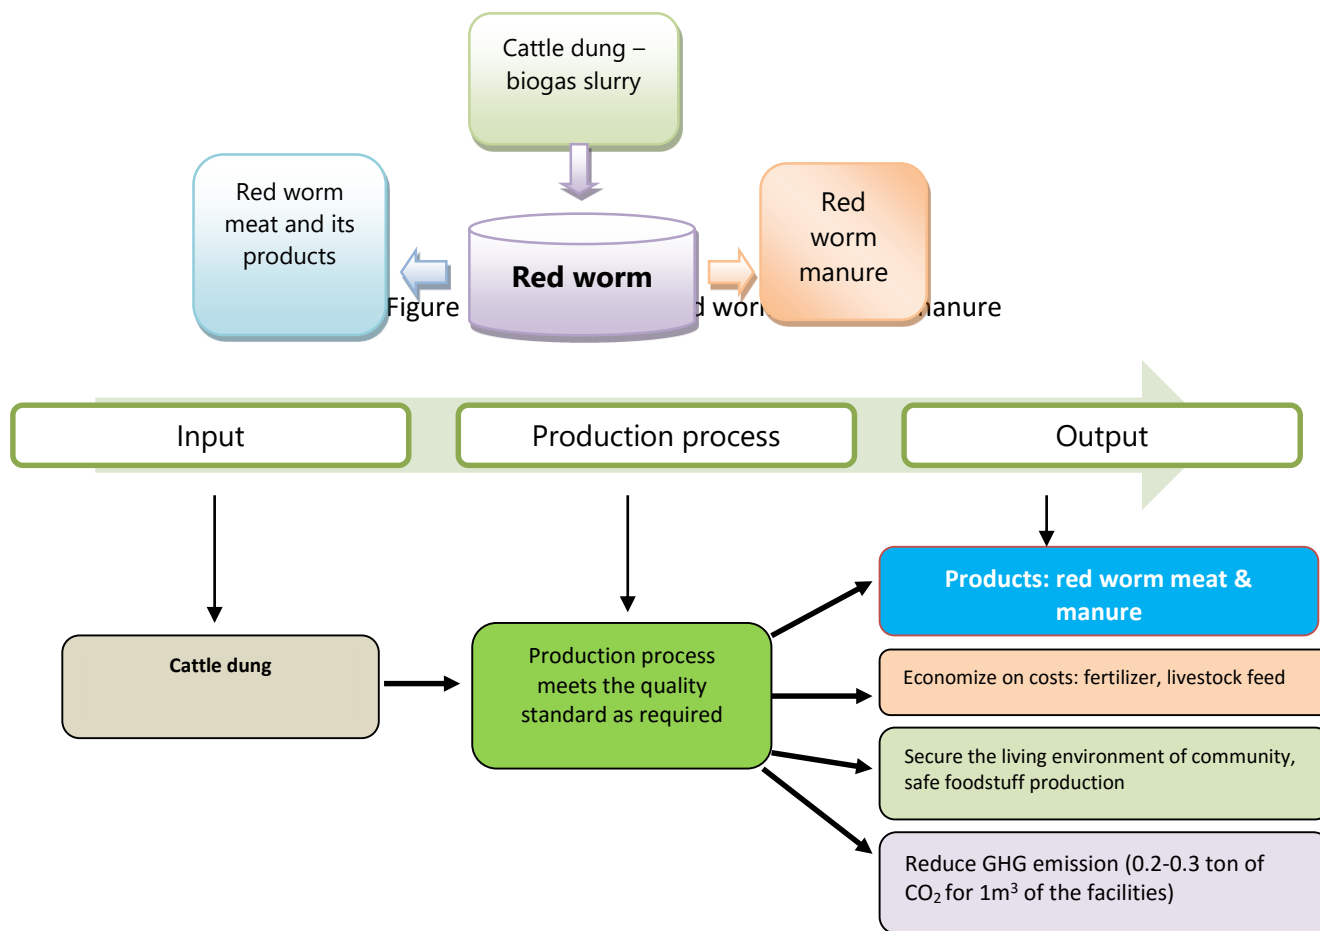 Cattle dung –
biogas slurry
Red worm
meat and its
products
Red worm
Red
worm
manure
Figure
Input
Production process
Output
Products: red worm meat &
manure
Cattle dung
Production process
meets the quality
standard as required
Economize on costs: fertilizer, livestock feed
Secure the living environment of community,
safe foodstuff production
Reduce GHG emission (0.2-0.3 ton of
CO₂ for 1m³ of the facilities)